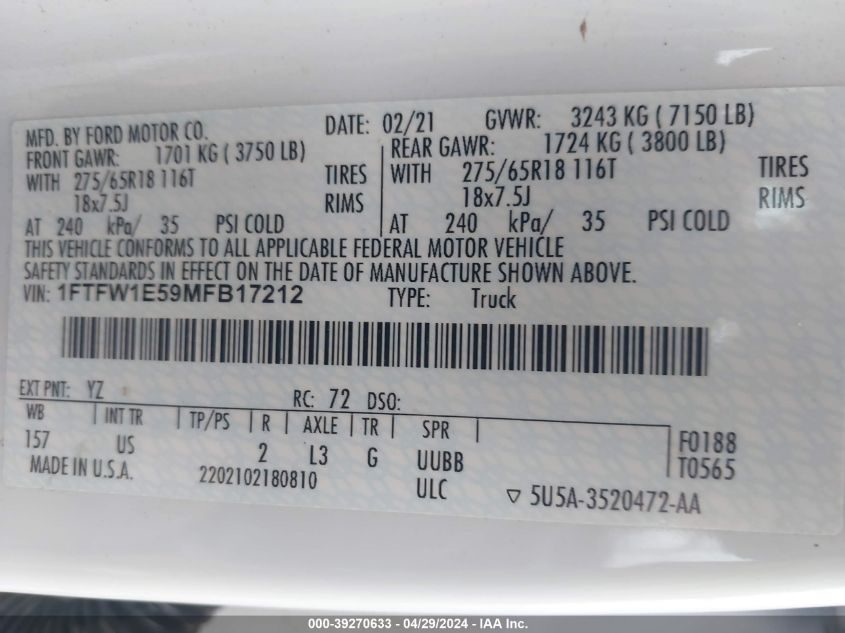 MFD. BY FORD MOTOR CO. DATE: 02/21 GVWR: 3243 KG ( 7150 LB)
FRONT GAWR: 1701 KG ( 3750 LB) REAR GAWR: 1724 KG ( 3800 LB)
WITH 275/65R18 116T TIRES WITH 275/65R18 116T TIRES
18x7.5J RIMS 18x7.5J RIMS
AT 240 kPa/ 35 PSI COLD AT 240 kPa/ 35 PSI COLD
THIS VEHICLE CONFORMS TO ALL APPLICABLE FEDERAL MOTOR VEHICLE
SAFETY STANDARDS IN EFFECT ON THE DATE OF MANUFACTURE SHOWN ABOVE.
VIN: 1FTFW1E59MFB17212 TYPE: Truck
EXT PNT: YZ RC: 72 DSO:
WB INT TR TP/PS R AXLE TR SPR
157 US 2 L3 G UUBB F0188
MADE IN U.S.A. 2202102180810 ULC T0565
▽ 5U5A-3520472-AA
000-39270633 - 04/29/2024 - IAA Inc.